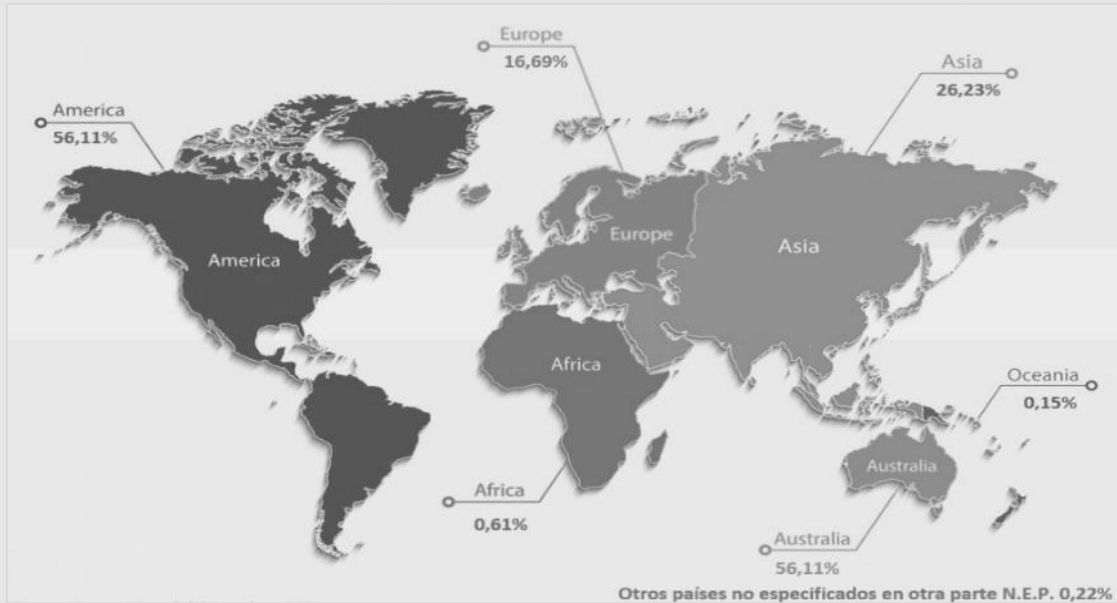 Europe
16,69%
Asia
26,23%
America
56,11%
Europe
Asia
America
Africa
Oceania
0,15%
Australia
Africa
0,61%
Australia
56,11%
Otros países no especificados en otra parte N.E.P. 0,22%